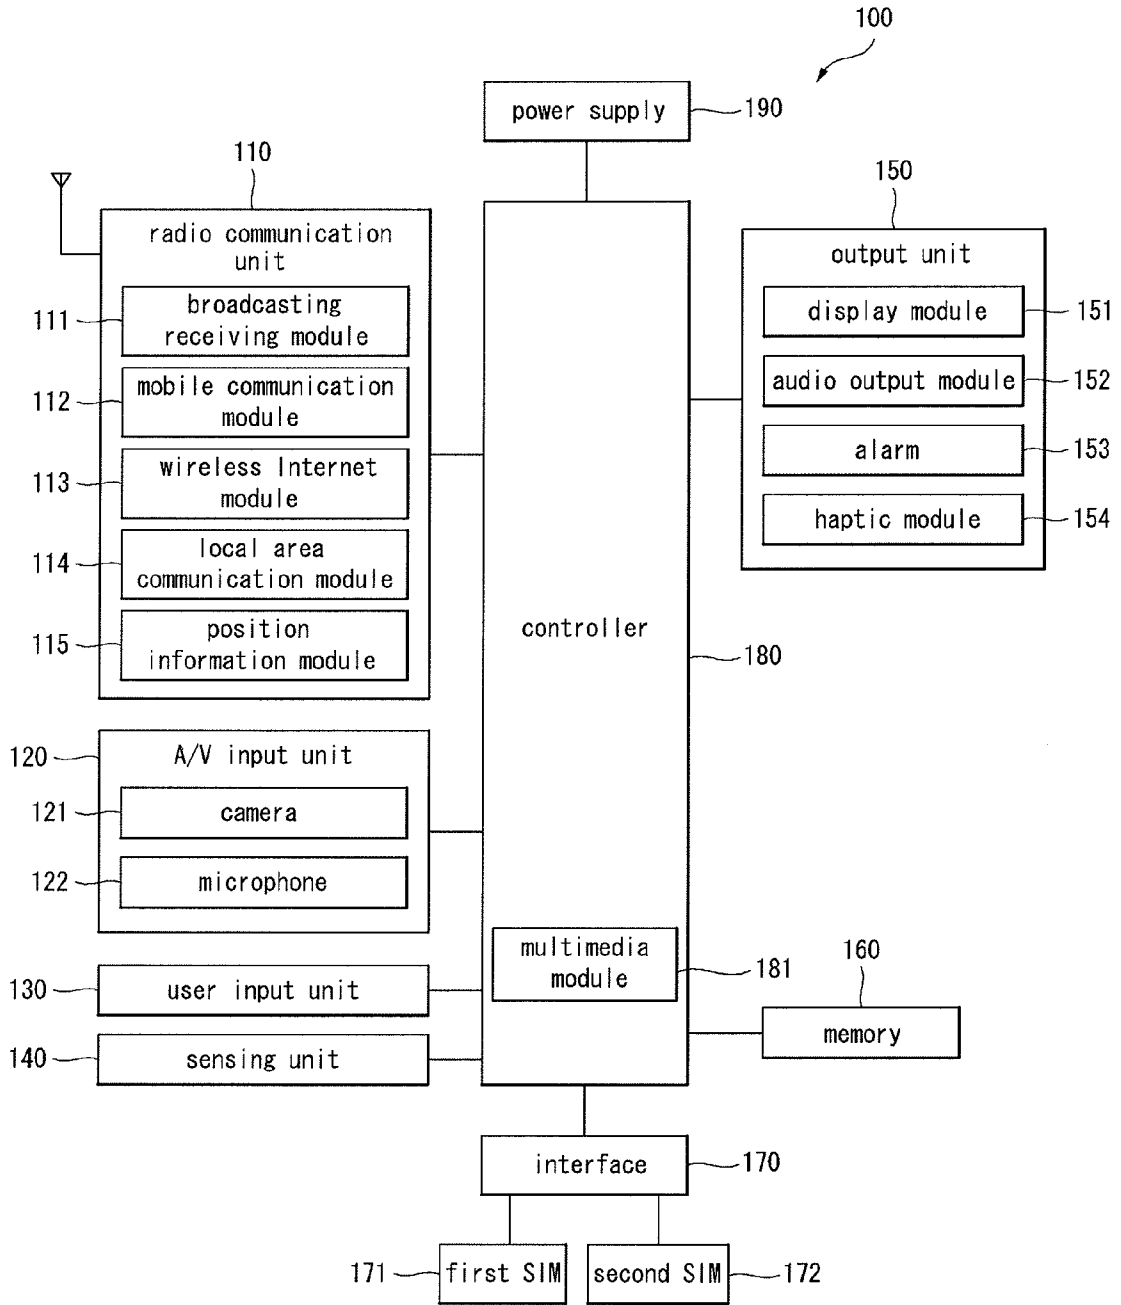 100
power supply
190
110
radio communication
unit
111
broadcasting
receiving module
112
mobile communication
module
113
wireless Internet
module
114
local area
communication module
115
position
information module
120
A/V input unit
121
camera
122
microphone
130
user input unit
140
sensing unit
controller
180
multimedia
module
181
150
output unit
display module
151
audio output module
152
alarm
153
haptic module
154
160
memory
interface
170
171
first SIM
second SIM
172